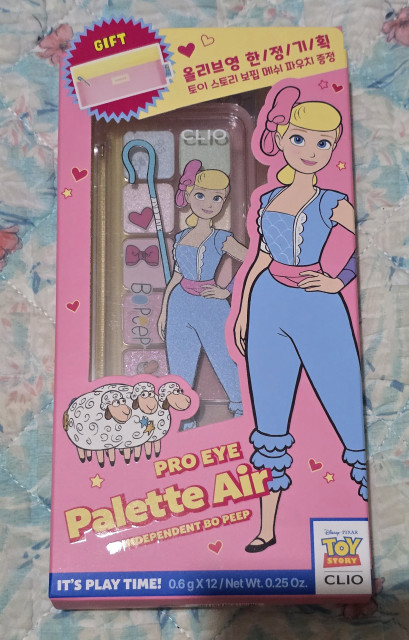 GIFT
올리브영 한/정/기/획
토이 스토리 보핍 메쉬 파우치 증정
CLIO
BO PEEP
PRO EYE
Palette Air
INDEPENDENT BO PEEP
Disney PIXAR
TOY
STORY
CLIO
IT'S PLAY TIME! 0.6 g X 12 / Net Wt. 0.25 Oz.